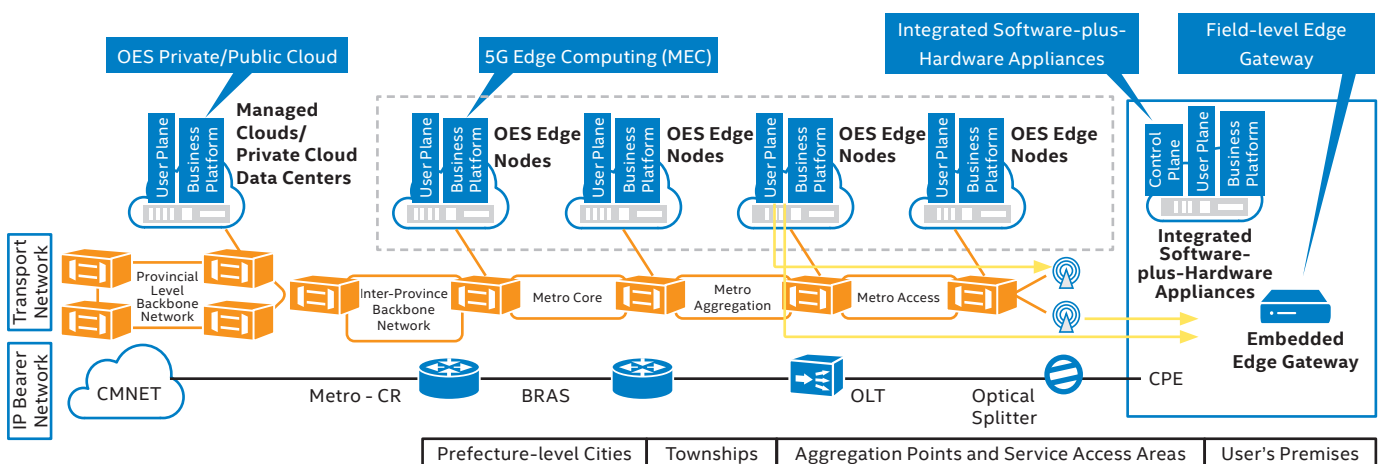 OES Private/Public Cloud
5G Edge Computing (MEC)
Integrated Software-plus-
Hardware Appliances
Field-level Edge
Gateway
User Plane
Business
Platform
Managed
Clouds/
Private Cloud
Data Centers
User Plane
Business
Platform
OES Edge
Nodes
User Plane
Business
Platform
OES Edge
Nodes
User Plane
Business
Platform
OES Edge
Nodes
User Plane
Business
Platform
OES Edge
Nodes
Control
Plane
User Plane
Business
Platform
Integrated
Software-
plus-Hardware
Appliances
Transport
Network
Provincial
Level
Backbone
Network
Inter-Province
Backbone
Network
Metro Core
Metro
Aggregation
Metro Access
Embedded
Edge Gateway
IP Bearer
Network
CMNET
Metro - CR
BRAS
OLT
Optical
Splitter
CPE
Prefecture-level Cities
Townships
Aggregation Points and Service Access Areas
User's Premises